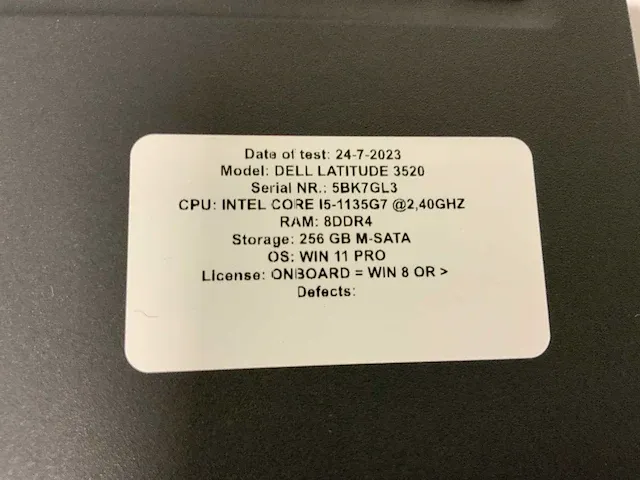 Date of test: 24-7-2023
Model: DELL LATITUDE 3520
Serial NR.: 5BK7GL3
CPU: INTEL CORE I5-1135G7 @2,40GHZ
RAM: 8DDR4
Storage: 256 GB M-SATA
OS: WIN 11 PRO
License: ONBOARD = WIN 8 OR >
Defects: